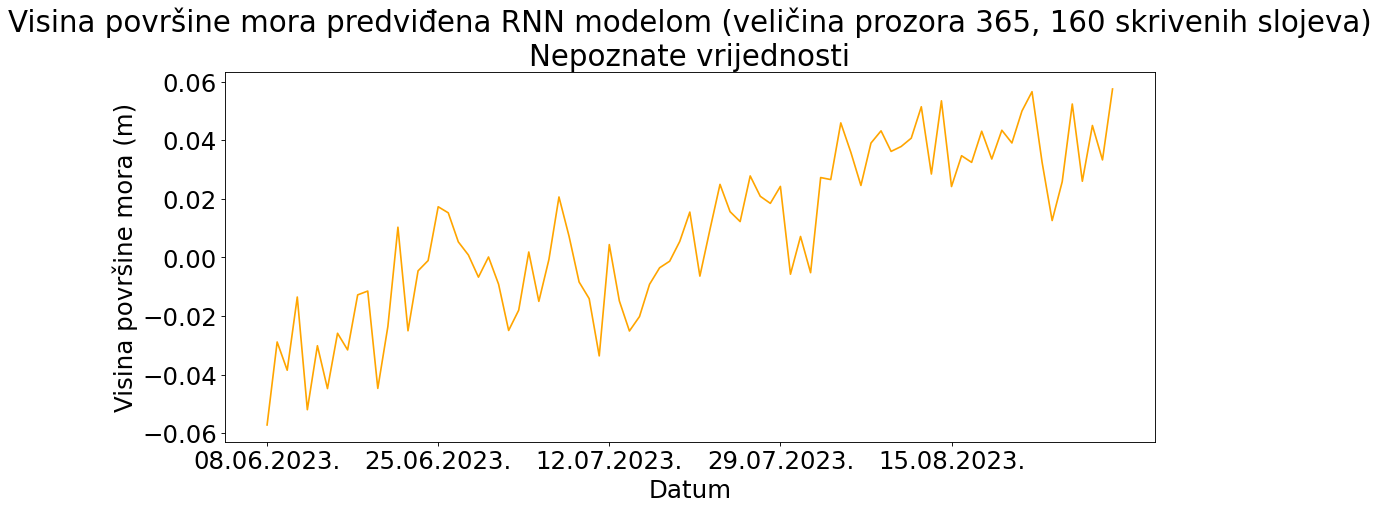 Visina površine mora predviđena RNN modelom (veličina prozora 365, 160 skrivenih slojeva)
Nepoznate vrijednosti
Visina površine mora (m)
0.06
0.04
0.02
0.00
−0.02
−0.04
−0.06
08.06.2023. 25.06.2023. 12.07.2023. 29.07.2023. 15.08.2023.
Datum